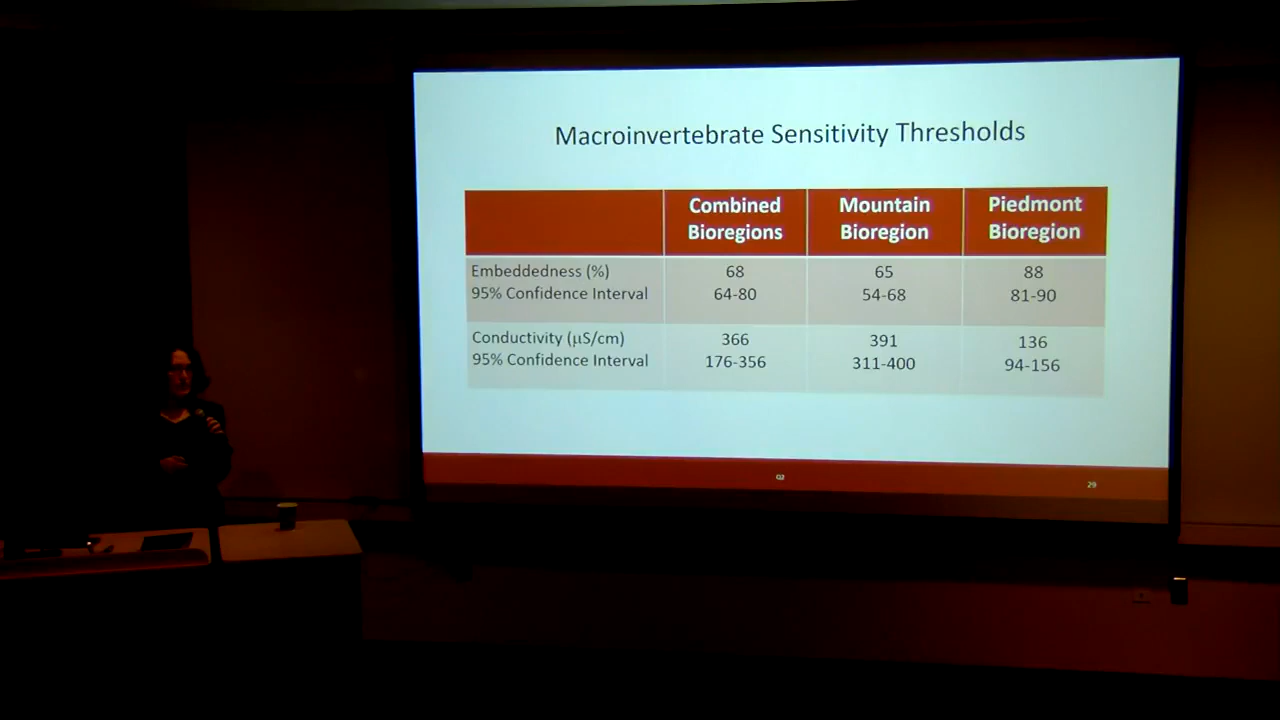 Macroinvertebrate Sensitivity Thresholds
Combined Bioregions
Mountain Bioregion
Piedmont Bioregion
Embeddedness (%) 68 65 88
95% Confidence Interval 64-80 54-68 81-90
Conductivity (μS/cm) 366 391 136
95% Confidence Interval 176-356 311-400 94-156
29